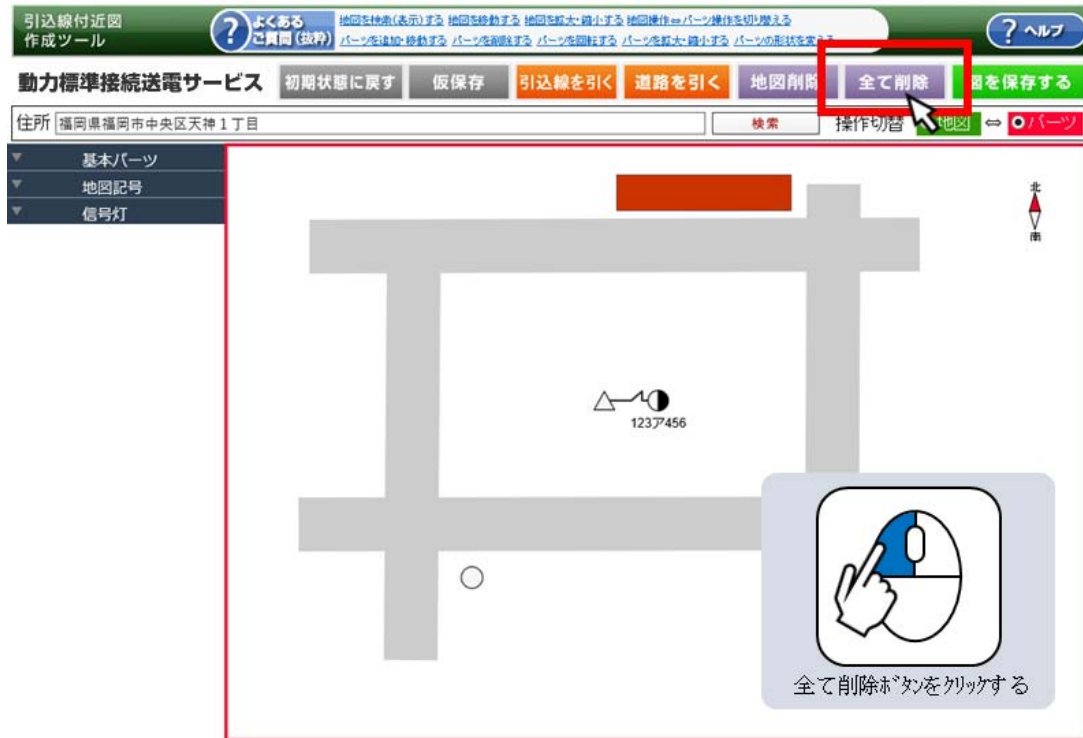 引込線付近図
作成ツール
? よくある
ご質問(抜粋)
地図を検索(表示)する 地図を移動する 地図を拡大・縮小する 地図操作⇔パーツ操作を切り替える
パーツを追加・移動する パーツを削除する パーツを回転する パーツを拡大・縮小する パーツの形状を変える
? ヘルプ
動力標準接続送電サービス 初期状態に戻す 仮保存 引込線を引く 道路を引く 地図削除 全て削除 図を保存する
住所 福岡県福岡市中央区天神1丁目 検索 操作切替 地図 ⇔ パーツ
基本パーツ
地図記号
信号灯
北
南
123ア456
全て削除ボタンをクリックする